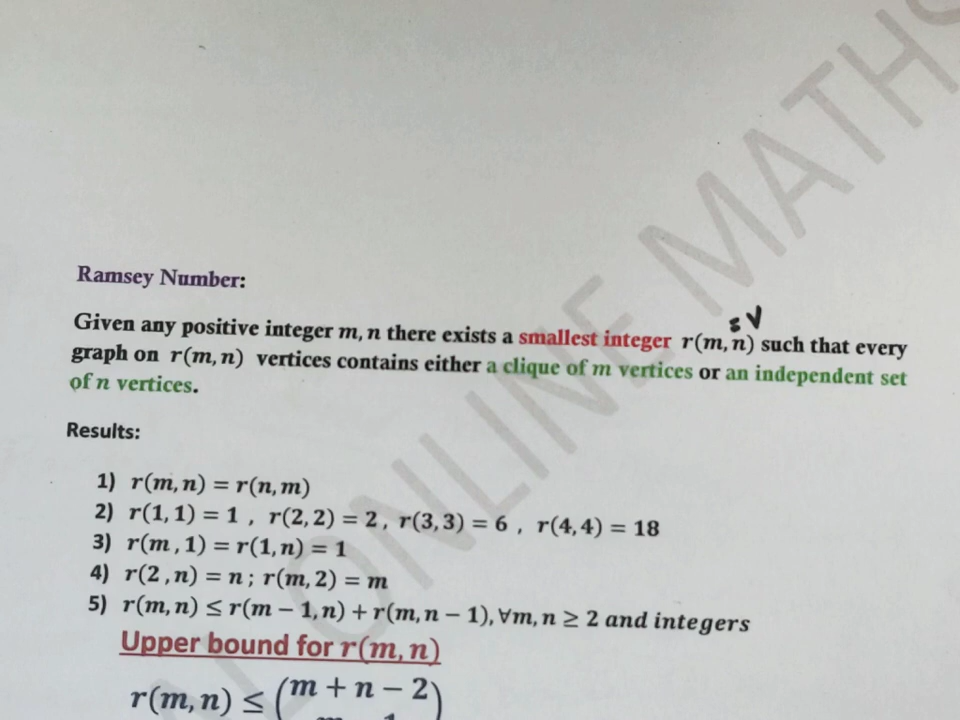 ONLINE MATHS
Ramsey Number:
Given any positive integer m, n there exists a smallest integer r(m, n) such that every
graph on r(m, n) vertices contains either a clique of m vertices or an independent set
of n vertices.
Results:
1) r(m, n) = r(n, m)
2) r(1, 1) = 1 , r(2, 2) = 2 , r(3, 3) = 6 , r(4, 4) = 18
3) r(m , 1) = r(1, n) = 1
4) r(2 , n) = n ; r(m, 2) = m
5) r(m, n) ≤ r(m − 1, n) + r(m, n − 1), ∀m, n ≥ 2 and integers
Upper bound for r(m, n)
r(m, n) ≤ (m + n − 2)